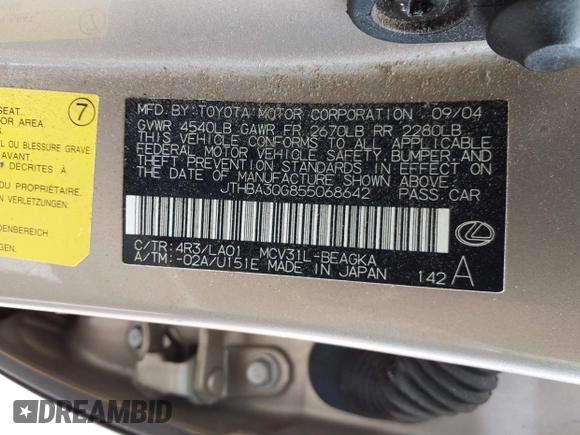 SEAT.
OR AREA.
7
OU BLESSURE GRAVE
AVANT.
DÉCRITES À
PROPRIÉTAIRE.
EN VERLETZUNGEN.
MFD.BY:TOYOTA MOTOR CORPORATION 09/04
GVWR 4540LB GAWR FR 2670LB RR 2280LB
THIS VEHICLE CONFORMS TO ALL APPLICABLE
FEDERAL MOTOR VEHICLE SAFETY,BUMPER,AND
THEFT PREVENTION STANDARDS IN EFFECT ON
THE DATE OF MANUFACTURE SHOWN ABOVE.
JTHBA30G855068642 PASS.CAR
C/TR:4R3/LA01 MCV31L-BEAGKA
A/TM:-02A/U151E MADE IN JAPAN
142 A
DREAMBID